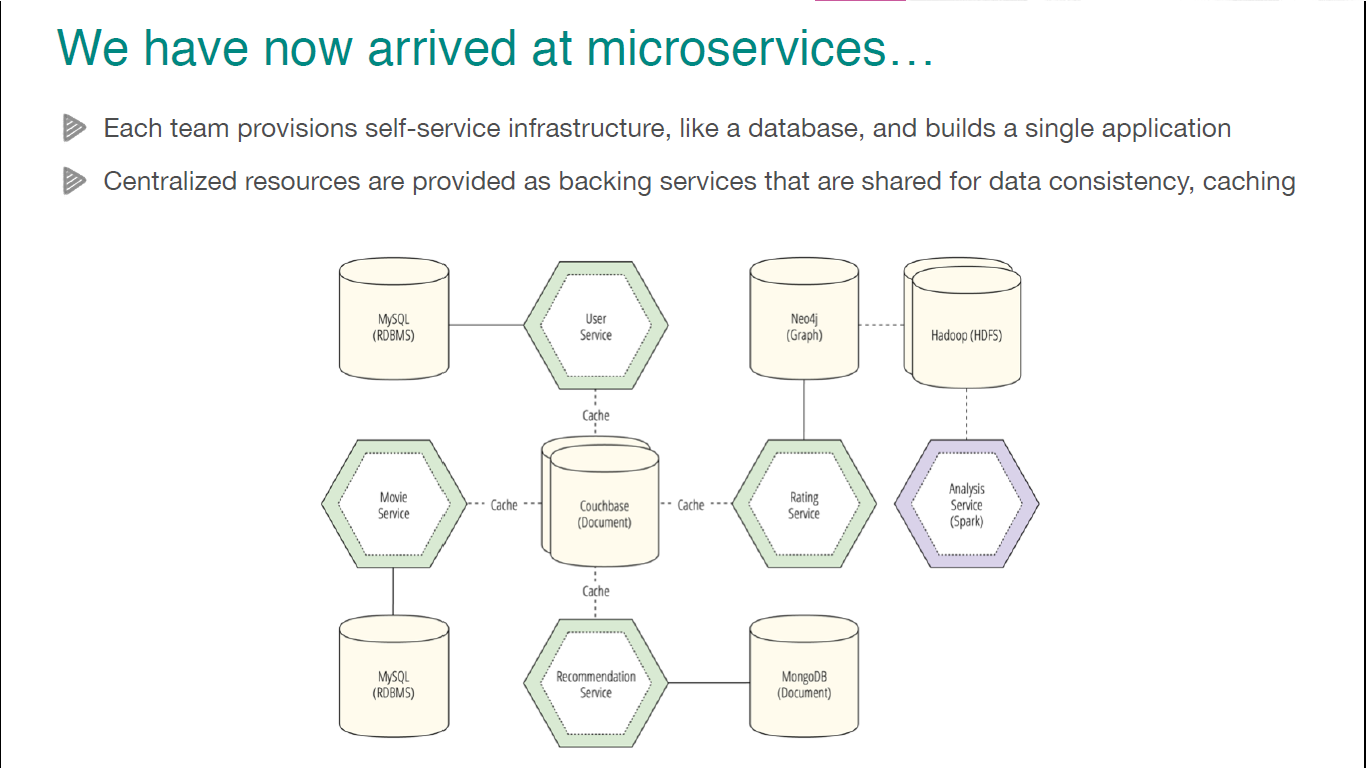 We have now arrived at microservices…
Each team provisions self-service infrastructure, like a database, and builds a single application
Centralized resources are provided as backing services that are shared for data consistency, caching
MySQL
(RDBMS)
User
Service
Neo4j
(Graph)
Hadoop (HDFS)
Cache
Movie
Service
Cache
Couchbase
(Document)
Cache
Rating
Service
Analysis
Service
(Spark)
Cache
MySQL
(RDBMS)
Recommendation
Service
MongoDB
(Document)